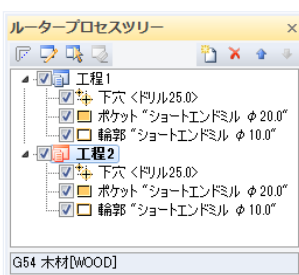 ルータープロセスツリー
工程1
下穴 <ドリル25.0>
ポケット “ショートエンドミル φ20.0”
輪郭 “ショートエンドミル φ10.0”
工程2
下穴 <ドリル25.0>
ポケット “ショートエンドミル φ20.0”
輪郭 “ショートエンドミル φ10.0”
G54 木材[WOOD]